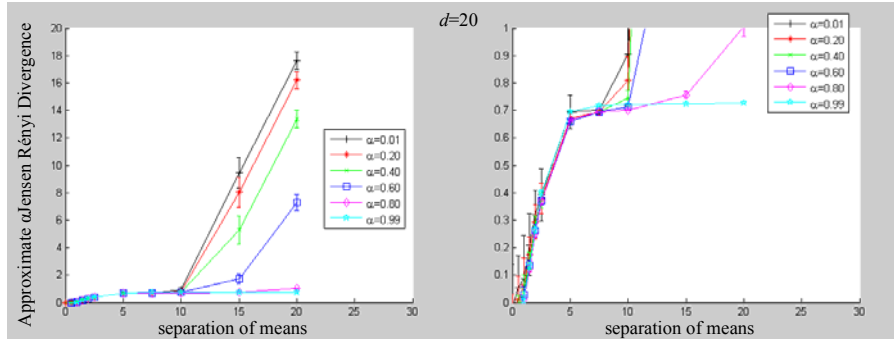 d=20
Approximate αJensen Rényi Divergence
20
18
16
14
12
10
8
6
4
2
0
0 5 10 15 20 25 30
separation of means
α=0.01
α=0.20
α=0.40
α=0.60
α=0.80
α=0.99
1
0.9
0.8
0.7
0.6
0.5
0.4
0.3
0.2
0.1
0
0 5 10 15 20 25 30
separation of means
α=0.01
α=0.20
α=0.40
α=0.60
α=0.80
α=0.99